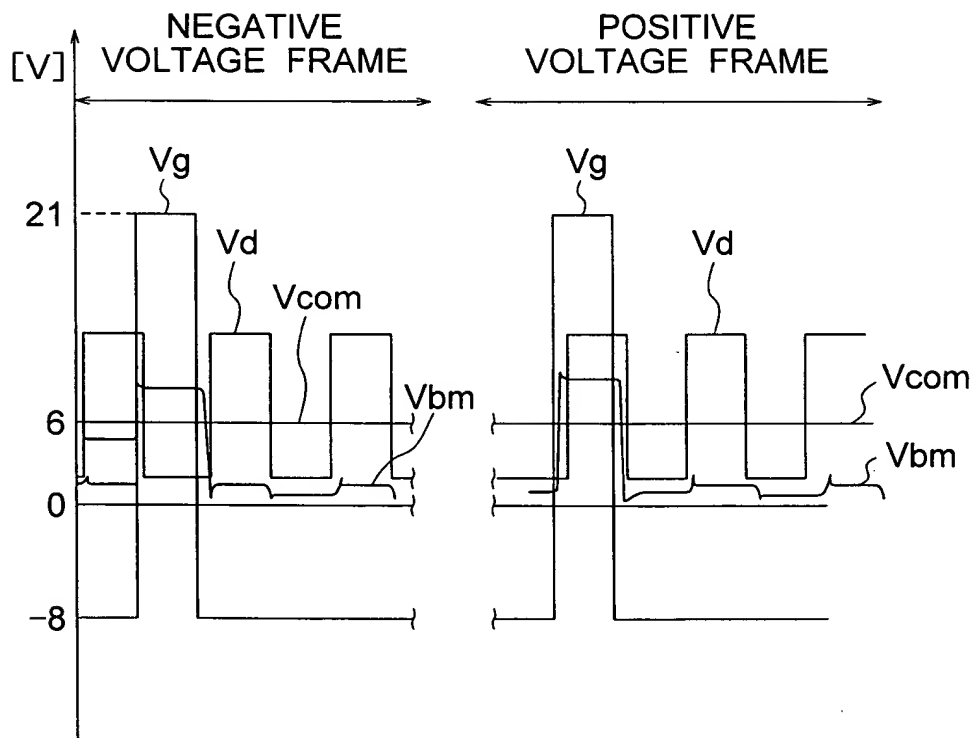 NEGATIVE
VOLTAGE FRAME
POSITIVE
VOLTAGE FRAME
[V]
Vg
Vg
21
Vd
Vd
Vcom
Vcom
Vbm
6
Vbm
0
−8